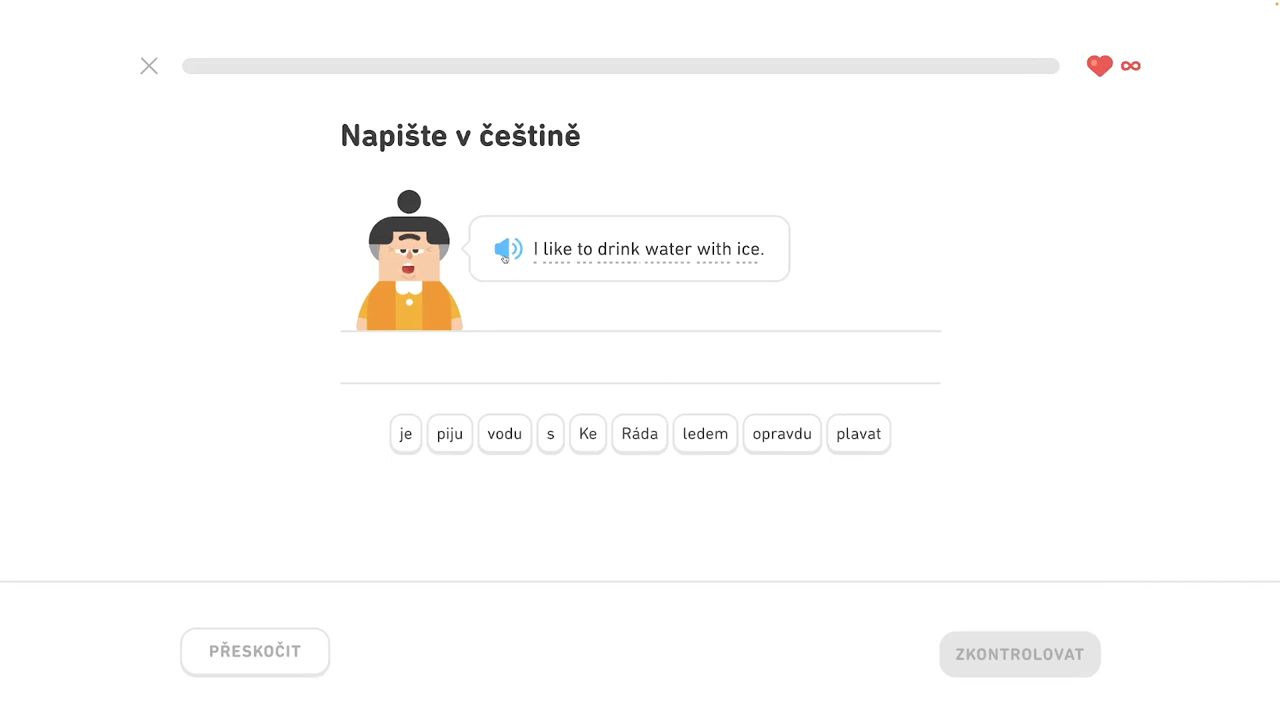 Napište v češtině
I like to drink water with ice.
je piju vodu s Ke Ráda ledem opravdu plavat
PŘESKOČIT
ZKONTROLOVAT